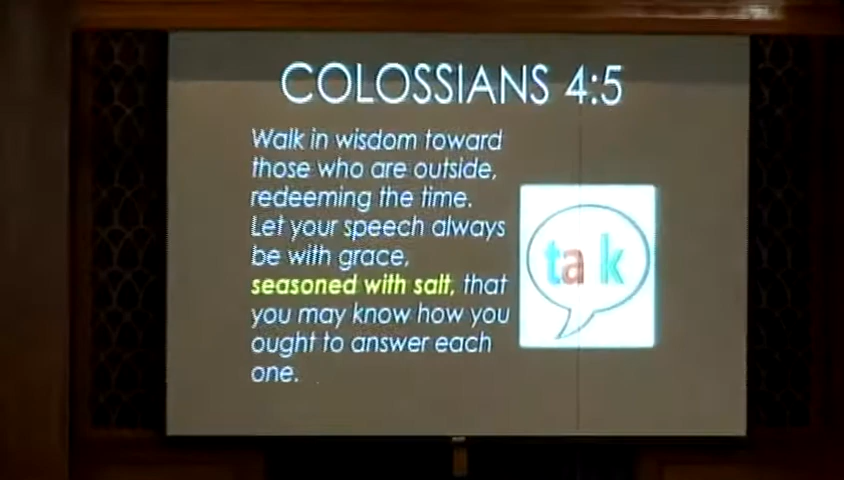 COLOSSIANS 4:5
Walk in wisdom toward
those who are outside,
redeeming the time.
Let your speech always
be with grace,
seasoned with salt, that
you may know how you
ought to answer each
one.
ta k